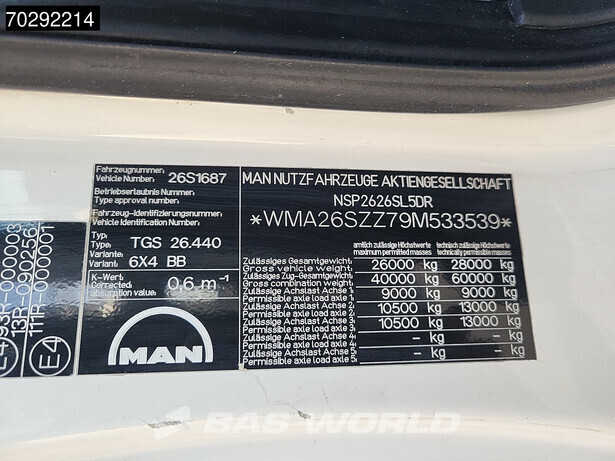 70292214
Fahrzeugnummer:
Vehicle Number: 26S1687
Betriebserlaubnis Nummer:
Type approval number:
Fahrzeug-Identifizierungsnummer:
Vehicle Identification Number:
Typ:
Type: TGS 26.440
Variante:
Variant: 6X4 BB
K-Wert:
Corrected absorption value: 0,6 m⁻¹
MAN
MAN NUTZFAHRZEUGE AKTIENGESELLSCHAFT
NSP2626SL5DR
*WMA26SZZ79M533539*
amtliche zulässige Höchstwerte technisch zulässige Höchstwerte
maximum permitted masses technically permissible masses
Zulässiges Gesamtgewicht:
Gross vehicle weight: 26000 kg 28000 kg
Zulässiges Zug-Gesamtgewicht:
Gross combination weight: 40000 kg 60000 kg
Zulässige Achslast Achse 1:
Permissible axle load axle 1: 9000 kg 9000 kg
Zulässige Achslast Achse 2:
Permissible axle load axle 2: 10500 kg 13000 kg
Zulässige Achslast Achse 3:
Permissible axle load axle 3: 10500 kg 13000 kg
Zulässige Achslast Achse 4:
Permissible axle load axle 4: – kg – kg
Zulässige Achslast Achse 5:
Permissible axle load axle 5: – kg – kg
13R-090256
111R-000001
E4
BAS WORLD